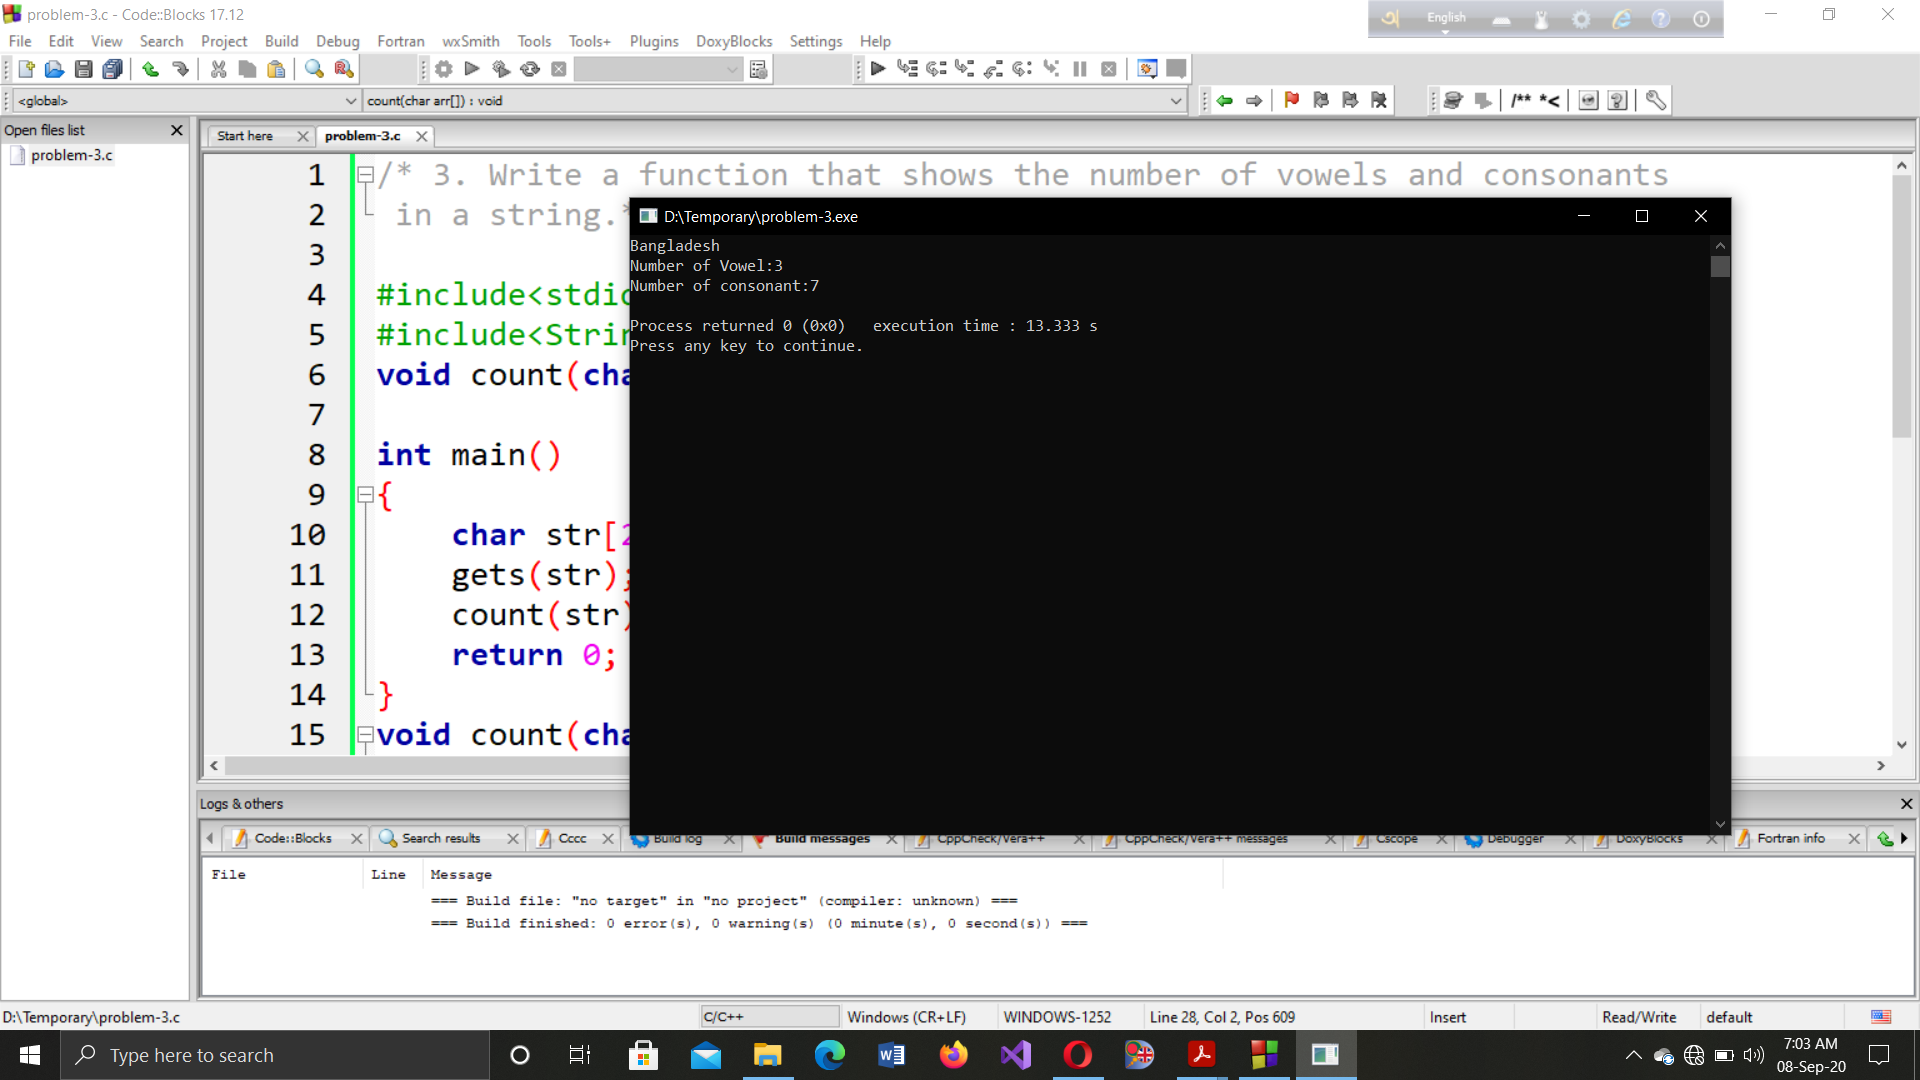 problem-3.c - Code::Blocks 17.12
English
File Edit View Search Project Build Debug Fortran wxSmith Tools Tools+ Plugins DoxyBlocks Settings Help
<global> count(char arr[]) : void
/** *<
Open files list
problem-3.c
Start here problem-3.c
1 /* 3. Write a function that shows the number of vowels and consonants
2 in a string.*
3
4 #include<stdio
5 #include<Strin
6 void count(cha
7
8 int main()
9 {
10 char str[2
11 gets(str);
12 count(str)
13 return 0;
14 }
15 void count(cha
D:\Temporary\problem-3.exe
Bangladesh
Number of Vowel:3
Number of consonant:7
Process returned 0 (0x0)   execution time : 13.333 s
Press any key to continue.
Logs & others
Code::Blocks Search results Cccc Build log Build messages CppCheck/Vera++ CppCheck/Vera++ messages Cscope Debugger DoxyBlocks Fortran info
File Line Message
=== Build file: "no target" in "no project" (compiler: unknown) ===
=== Build finished: 0 error(s), 0 warning(s) (0 minute(s), 0 second(s)) ===
D:\Temporary\problem-3.c C/C++ Windows (CR+LF) WINDOWS-1252 Line 28, Col 2, Pos 609 Insert Read/Write default
Type here to search
7:03 AM
08-Sep-20